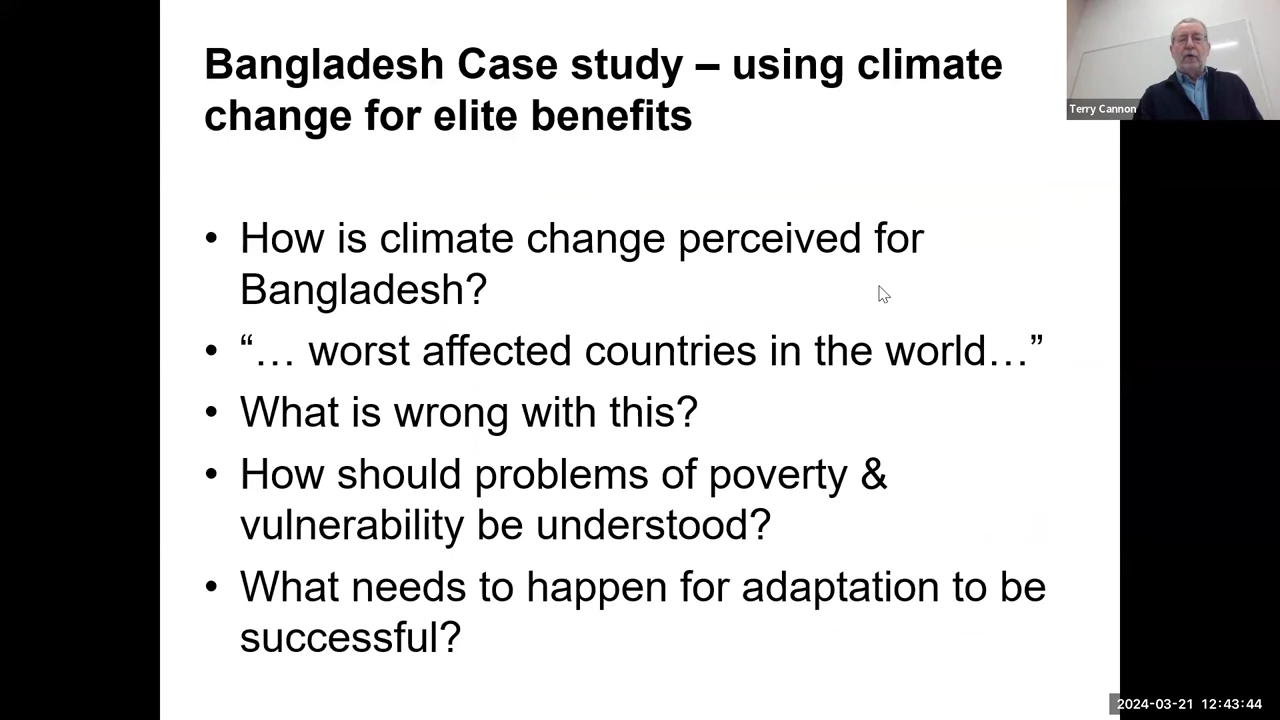 Bangladesh Case study – using climate
change for elite benefits
Terry Cannon
• How is climate change perceived for
Bangladesh?
• “… worst affected countries in the world…”
• What is wrong with this?
• How should problems of poverty &
vulnerability be understood?
• What needs to happen for adaptation to be
successful?
2024-03-21 12:43:44